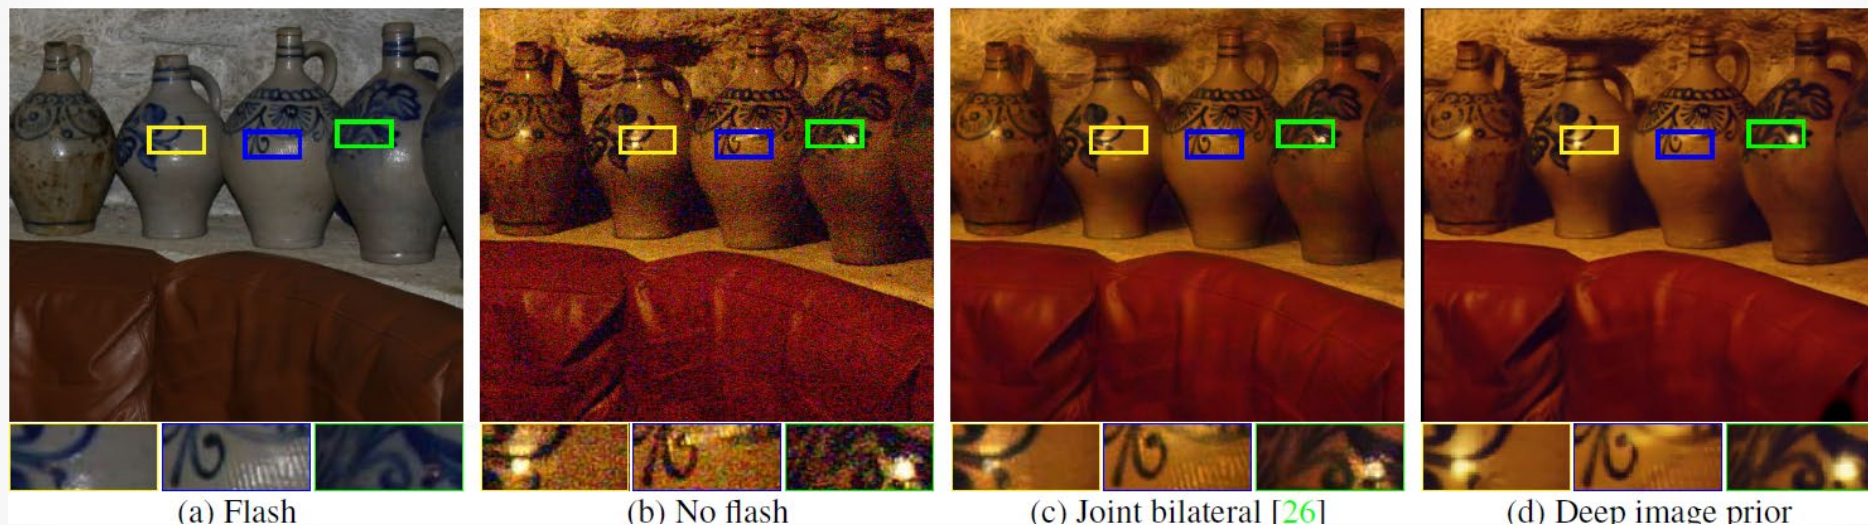 (a) Flash
(b) No flash
(c) Joint bilateral [26]
(d) Deep image prior